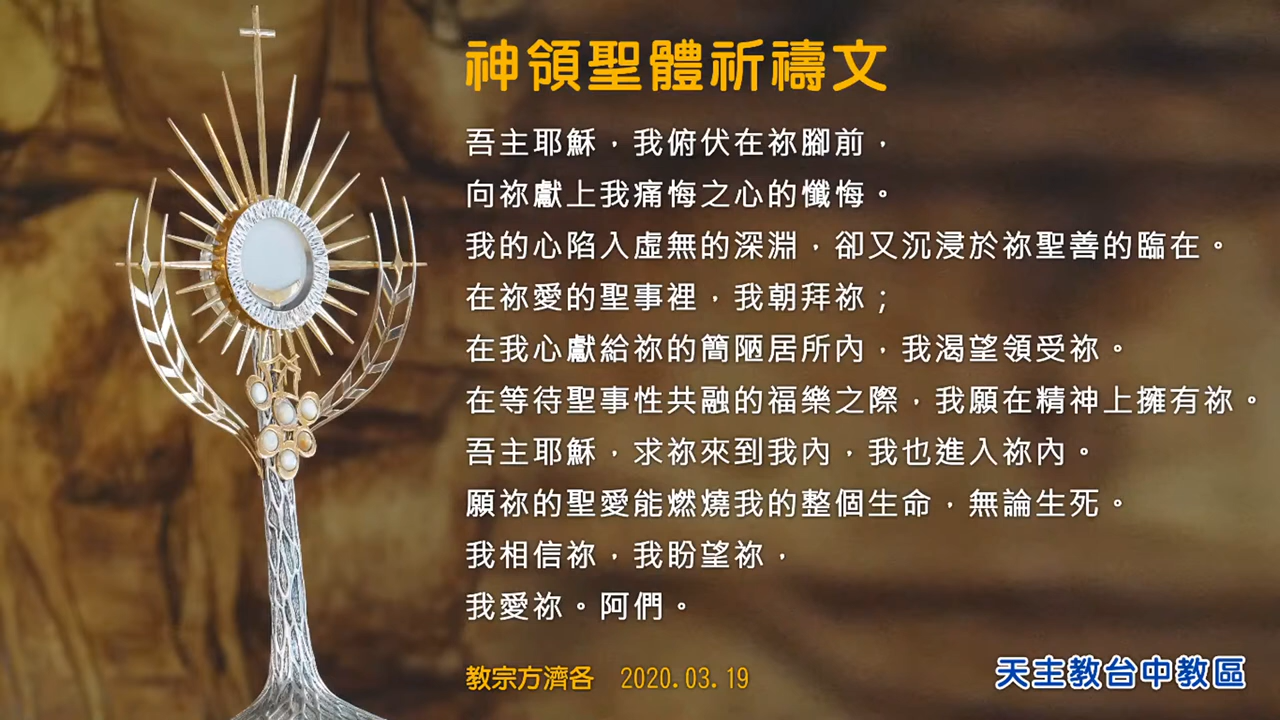 神領聖體祈禱文
吾主耶穌，我俯伏在祢腳前，
向祢獻上我痛悔之心的懺悔。
我的心陷入虛無的深淵，卻又沉浸於祢聖善的臨在。
在祢愛的聖事裡，我朝拜祢；
在我心獻給祢的簡陋居所內，我渴望領受祢。
在等待聖事性共融的福樂之際，我願在精神上擁有祢。
吾主耶穌，求祢來到我內，我也進入祢內。
願祢的聖愛能燃燒我的整個生命，無論生死。
我相信祢，我盼望祢，
我愛祢。阿們。
教宗方濟各 2020.03.19
天主教台中教區